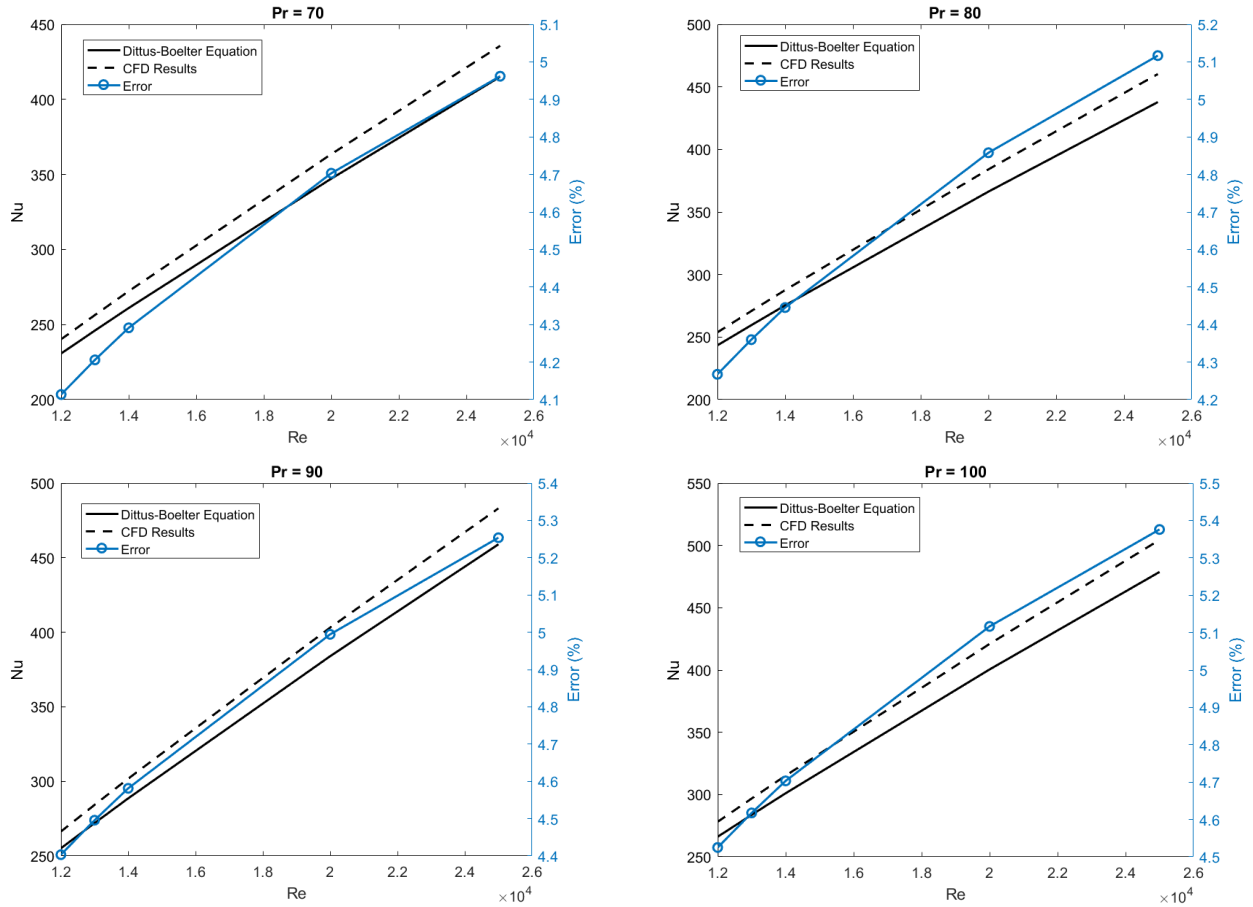 Pr = 70
450
400
350
300
250
200
Nu
5.1
5
4.9
4.8
4.7
4.6
4.5
4.4
4.3
4.2
4.1
Error (%)
Dittus-Boelter Equation
CFD Results
Error
1.2 1.4 1.6 1.8 2 2.2 2.4 2.6
Re
×10⁴
Pr = 80
500
450
400
350
300
250
200
Nu
5.2
5.1
5
4.9
4.8
4.7
4.6
4.5
4.4
4.3
4.2
Error (%)
Dittus-Boelter Equation
CFD Results
Error
1.2 1.4 1.6 1.8 2 2.2 2.4 2.6
Re
×10⁴
Pr = 90
500
450
400
350
300
250
Nu
5.4
5.3
5.2
5.1
5
4.9
4.8
4.7
4.6
4.5
4.4
Error (%)
Dittus-Boelter Equation
CFD Results
Error
1.2 1.4 1.6 1.8 2 2.2 2.4 2.6
Re
×10⁴
Pr = 100
550
500
450
400
350
300
250
Nu
5.5
5.4
5.3
5.2
5.1
5
4.9
4.8
4.7
4.6
4.5
Error (%)
Dittus-Boelter Equation
CFD Results
Error
1.2 1.4 1.6 1.8 2 2.2 2.4 2.6
Re
×10⁴